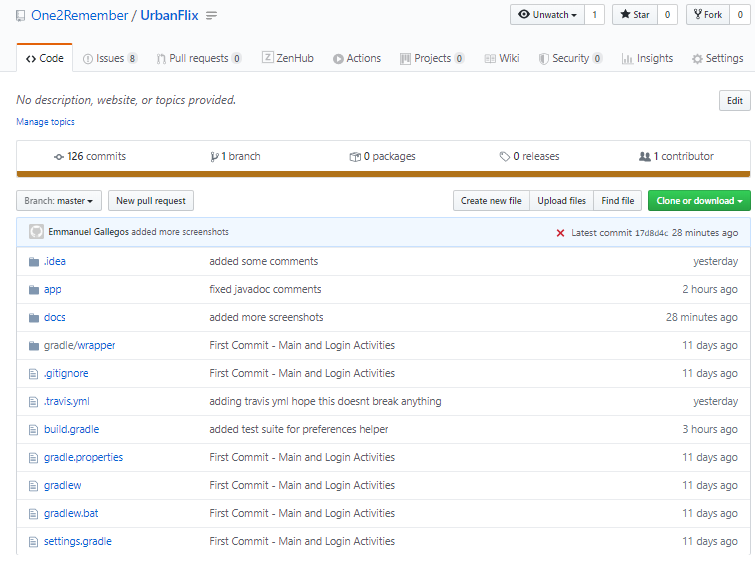 One2Remember / UrbanFlix
Unwatch 1 Star 0 Fork 0
Code Issues 8 Pull requests 0 ZenHub Actions Projects 0 Wiki Security 0 Insights Settings
No description, website, or topics provided. Edit
Manage topics
126 commits 1 branch 0 packages 0 releases 1 contributor
Branch: master New pull request Create new file Upload files Find file Clone or download
Emmanuel Gallegos added more screenshots Latest commit 17d8d4c 28 minutes ago
.idea added some comments yesterday
app fixed javadoc comments 2 hours ago
docs added more screenshots 28 minutes ago
gradle/wrapper First Commit - Main and Login Activities 11 days ago
.gitignore First Commit - Main and Login Activities 11 days ago
.travis.yml adding travis yml hope this doesnt break anything yesterday
build.gradle added test suite for preferences helper 3 hours ago
gradle.properties First Commit - Main and Login Activities 11 days ago
gradlew First Commit - Main and Login Activities 11 days ago
gradlew.bat First Commit - Main and Login Activities 11 days ago
settings.gradle First Commit - Main and Login Activities 11 days ago